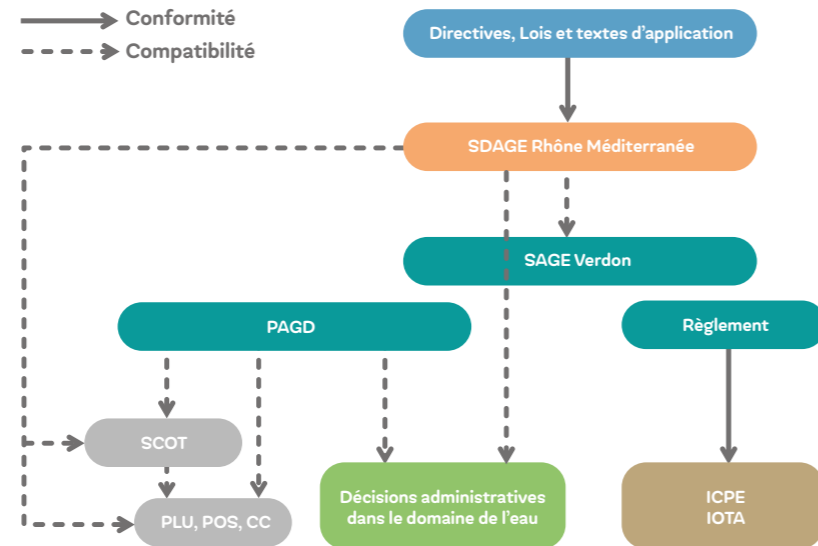 Conformité
Compatibilité
Directives, Lois et textes d'application
SDAGE Rhône Méditerranée
SAGE Verdon
PAGD
Règlement
SCOT
PLU, POS, CC
Décisions administratives
dans le domaine de l'eau
ICPE
IOTA